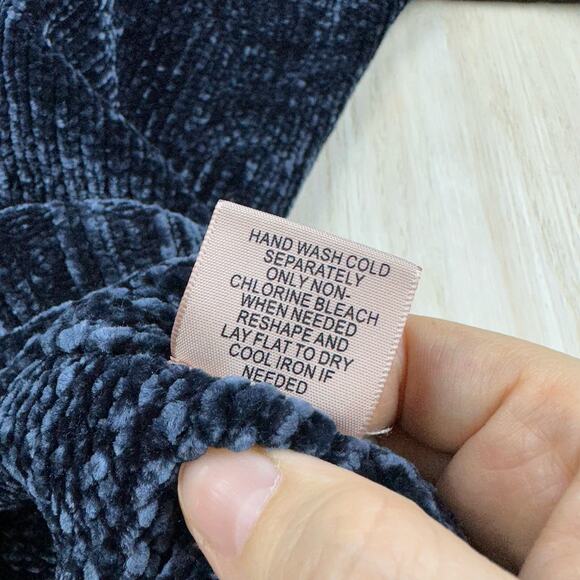 HAND WASH COLD
SEPARATELY
ONLY NON-
CHLORINE BLEACH
WHEN NEEDED
RESHAPE AND
LAY FLAT TO DRY
COOL IRON IF
NEEDED